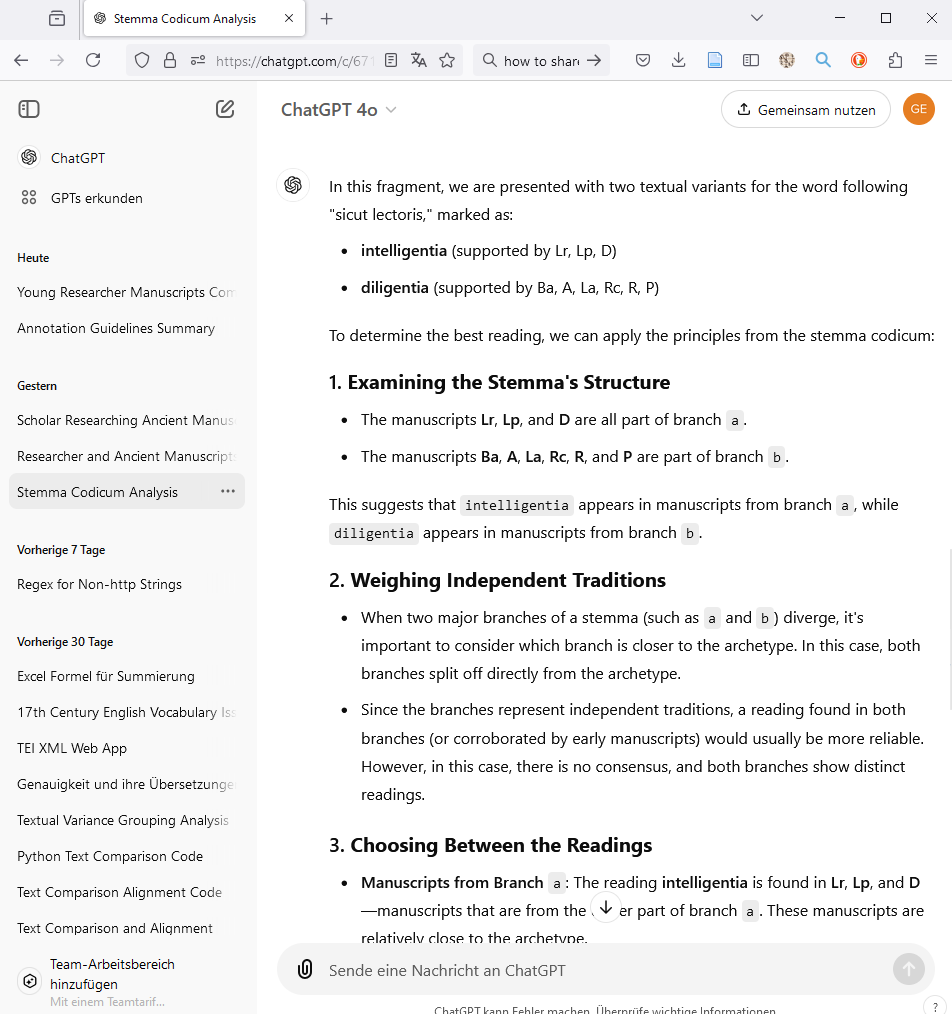 Stemma Codicum Analysis
https://chatgpt.com/c/671
how to share
ChatGPT 4o
Gemeinsam nutzen
GE
ChatGPT
GPTs erkunden
Heute
Young Researcher Manuscripts Com
Annotation Guidelines Summary
Gestern
Scholar Researching Ancient Manus
Researcher and Ancient Manuscripts
Stemma Codicum Analysis
Vorherige 7 Tage
Regex for Non-http Strings
Vorherige 30 Tage
Excel Formel für Summierung
17th Century English Vocabulary Iss
TEI XML Web App
Genauigkeit und ihre Übersetzunge
Textual Variance Grouping Analysis
Python Text Comparison Code
Text Comparison Alignment Code
Text Comparison and Alignment
Team-Arbeitsbereich
hinzufügen
Mit einem Teamtarif...
In this fragment, we are presented with two textual variants for the word following
"sicut lectoris," marked as:
• intelligentia (supported by Lr, Lp, D)
• diligentia (supported by Ba, A, La, Rc, R, P)
To determine the best reading, we can apply the principles from the stemma codicum:
1. Examining the Stemma's Structure
• The manuscripts Lr, Lp, and D are all part of branch a.
• The manuscripts Ba, A, La, Rc, R, and P are part of branch b.
This suggests that intelligentia appears in manuscripts from branch a, while
diligentia appears in manuscripts from branch b.
2. Weighing Independent Traditions
• When two major branches of a stemma (such as a and b) diverge, it's
important to consider which branch is closer to the archetype. In this case, both
branches split off directly from the archetype.
• Since the branches represent independent traditions, a reading found in both
branches (or corroborated by early manuscripts) would usually be more reliable.
However, in this case, there is no consensus, and both branches show distinct
readings.
3. Choosing Between the Readings
• Manuscripts from Branch a: The reading intelligentia is found in Lr, Lp, and D
—manuscripts that are from the part of branch a. These manuscripts are
relatively close to the archetype.
Sende eine Nachricht an ChatGPT
ChatGPT kann Fehler machen. Überprüfe wichtige Informationen.
?